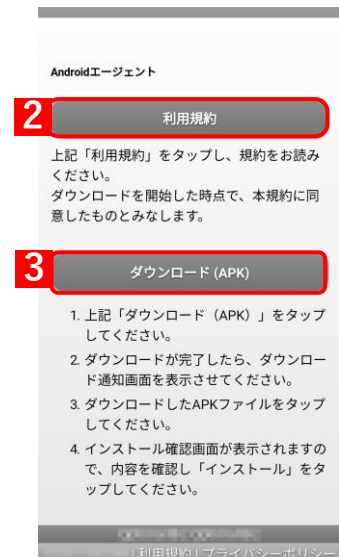 Androidエージェント
2
利用規約
上記「利用規約」をタップし、規約をお読み
ください。
ダウンロードを開始した時点で、本規約に同
意したものとみなします。
3
ダウンロード (APK)
1. 上記「ダウンロード（APK）」をタップ
してください。
2. ダウンロードが完了したら、ダウンロー
ド通知画面を表示させてください。
3. ダウンロードしたAPKファイルをタップ
してください。
4. インストール確認画面が表示されますの
で、内容を確認し「インストール」をタ
ップしてください。
| 利用規約 | プライバシーポリシー